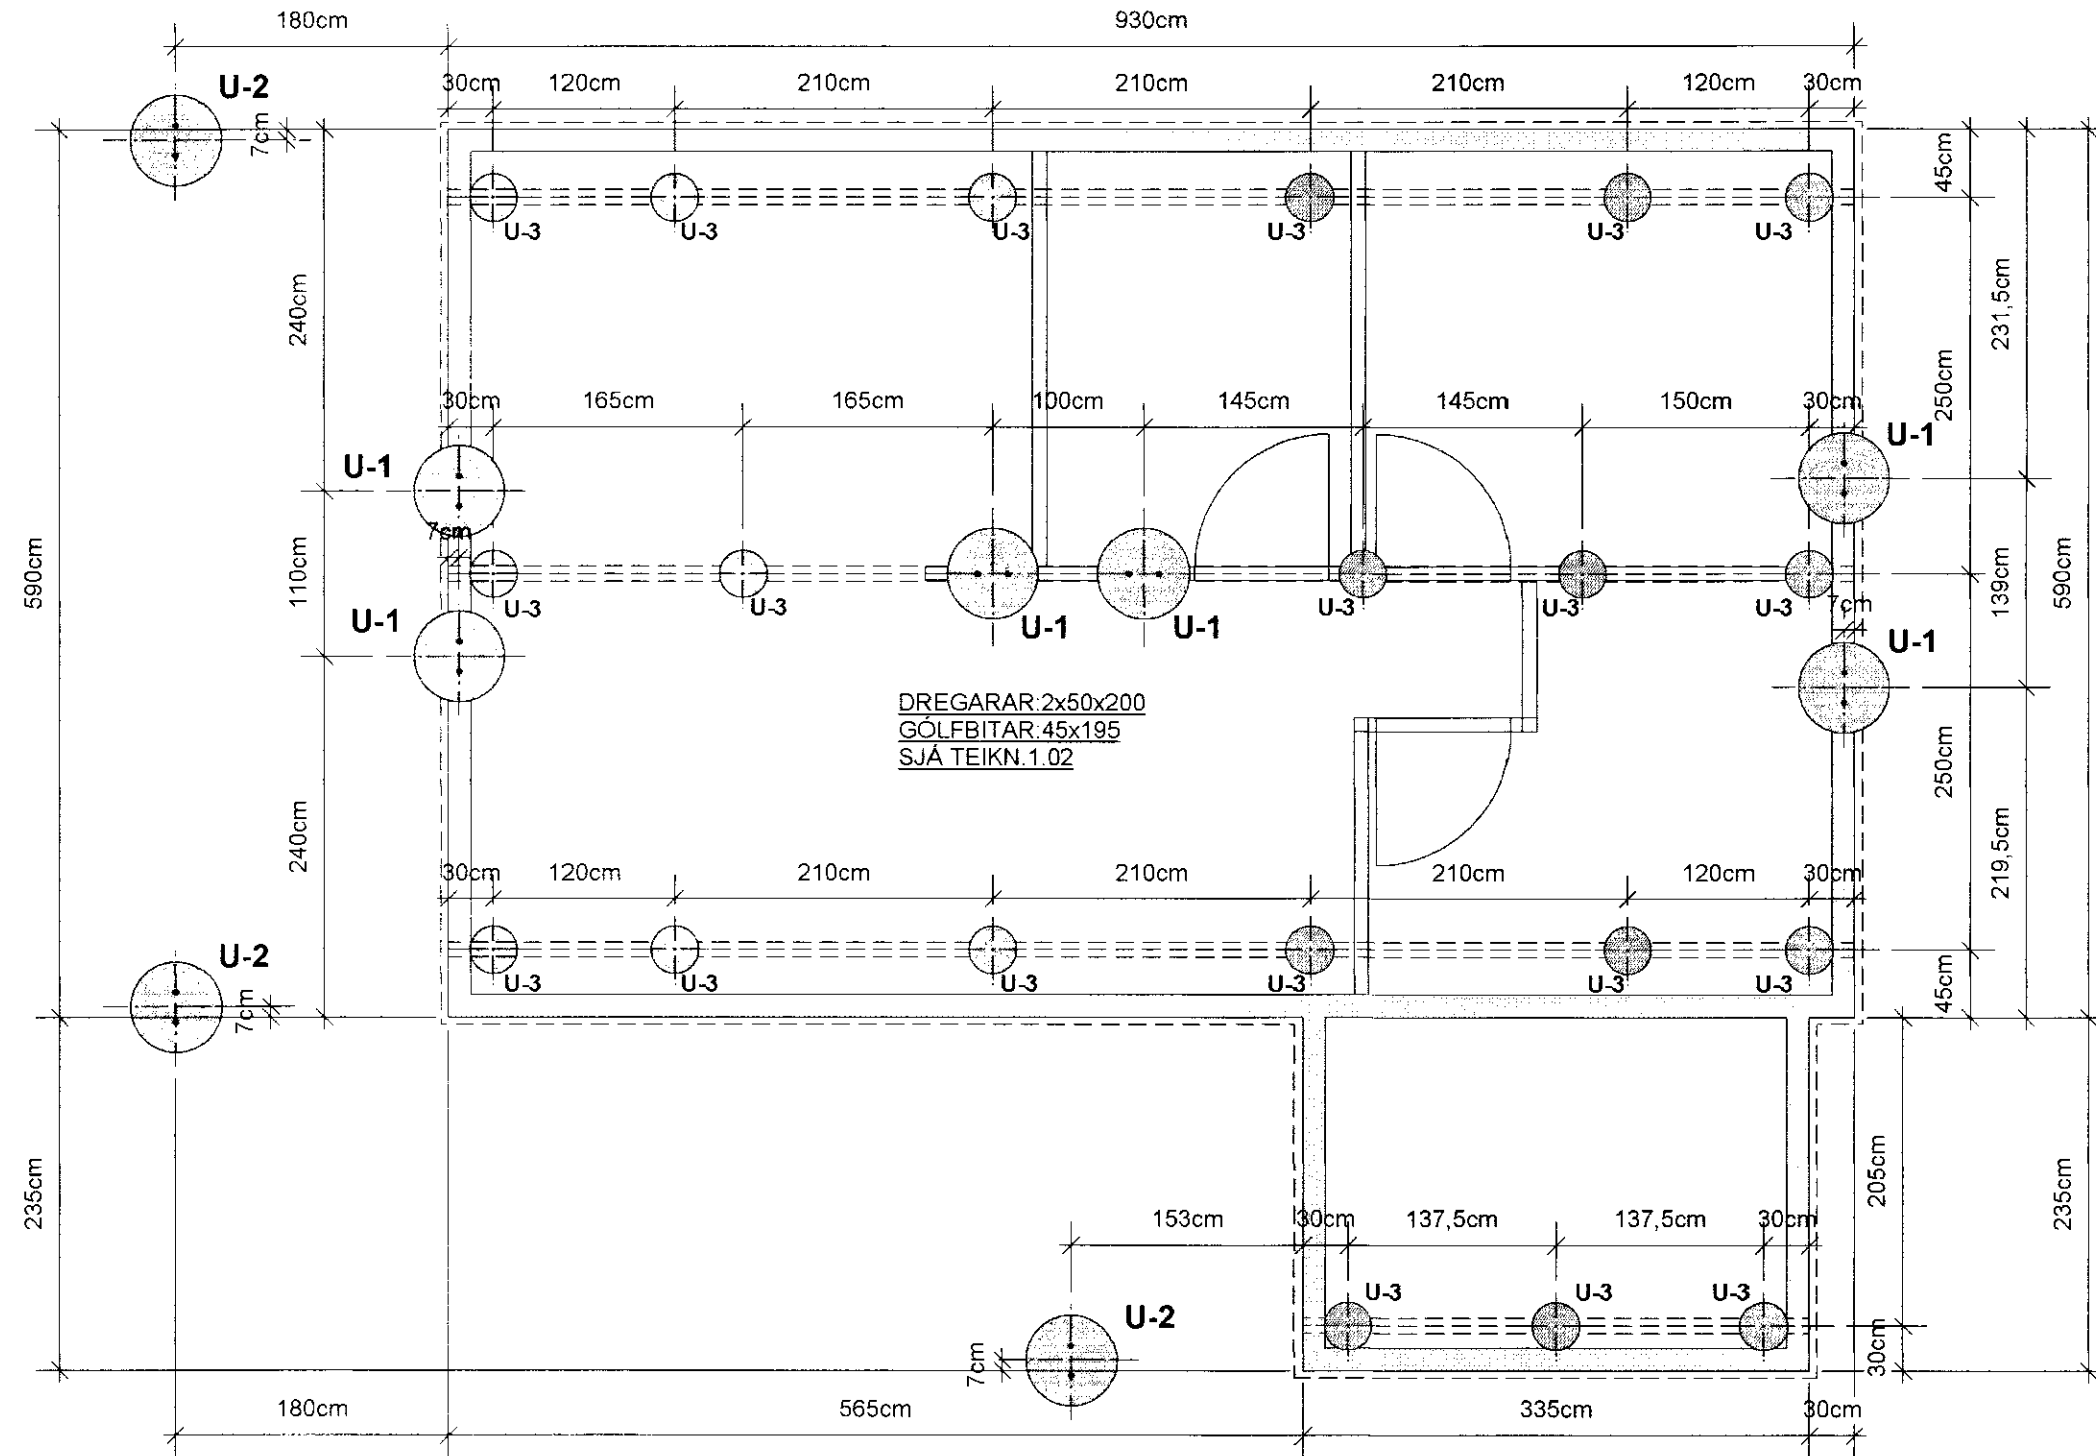 180cm 930cm
30cm 120cm 210cm 210cm 210cm 120cm 30cm
U-2
7cm
45cm
U-3 U-3 U-3 U-3 U-3 U-3
240cm
231,5cm
250cm
30cm 165cm 165cm 100cm 145cm 145cm 150cm 30cm
U-1 U-1
7cm
590cm
110cm
139cm
590cm
U-3 U-3 U-3 U-3 U-3
7cm
U-1 U-1 U-1 U-1
DREGARAR:2x50x200
GÓLFBITAR:45x195
SJÁ TEIKN.1.02
250cm
240cm
219,5cm
30cm 120cm 210cm 210cm 210cm 120cm 30cm
U-2
7cm
U-3 U-3 U-3 U-3 U-3 U-3
45cm
235cm
205cm
235cm
153cm 30cm 137,5cm 137,5cm 30cm
U-3 U-3 U-3
U-2
7cm
30cm
180cm 565cm 335cm 30cm